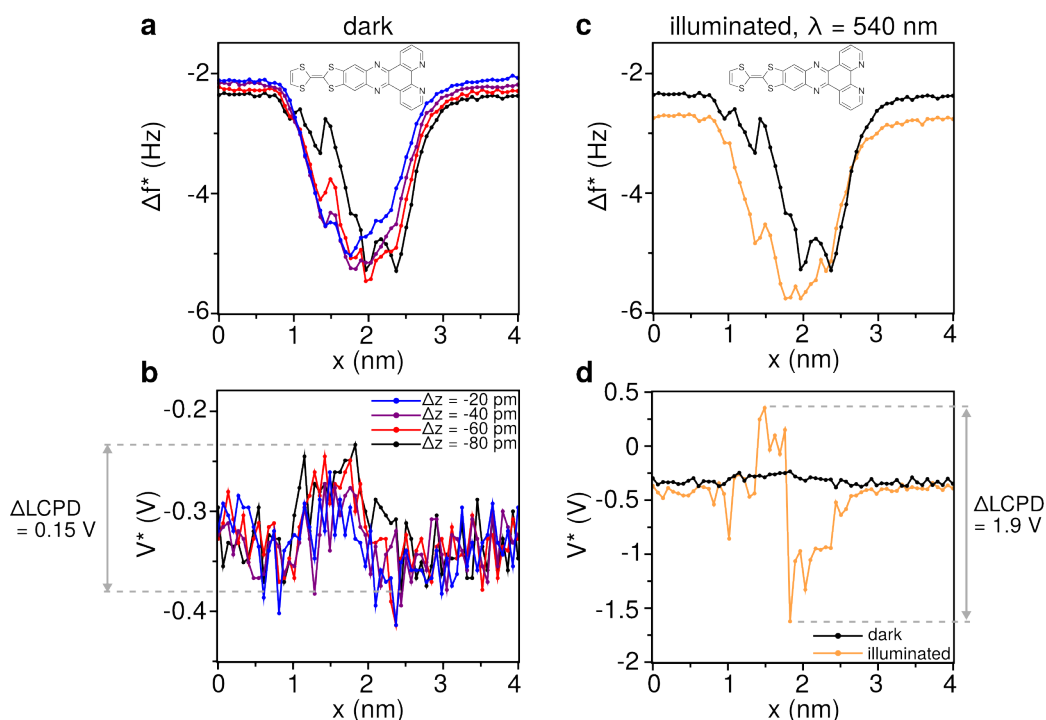 a
dark
S
S
S
S
N
N
N
N
-2
-4
-6
Δf* (Hz)
0
1
2
3
4
x (nm)
c
illuminated, λ = 540 nm
S
S
S
S
N
N
N
N
-2
-4
-6
Δf* (Hz)
0
1
2
3
4
x (nm)
b
Δz = -20 pm
Δz = -40 pm
Δz = -60 pm
Δz = -80 pm
-0.2
-0.3
-0.4
V* (V)
ΔLCPD
= 0.15 V
0
1
2
3
4
x (nm)
d
0.5
0
-0.5
-1
-1.5
-2
V* (V)
ΔLCPD
= 1.9 V
dark
illuminated
0
1
2
3
4
x (nm)